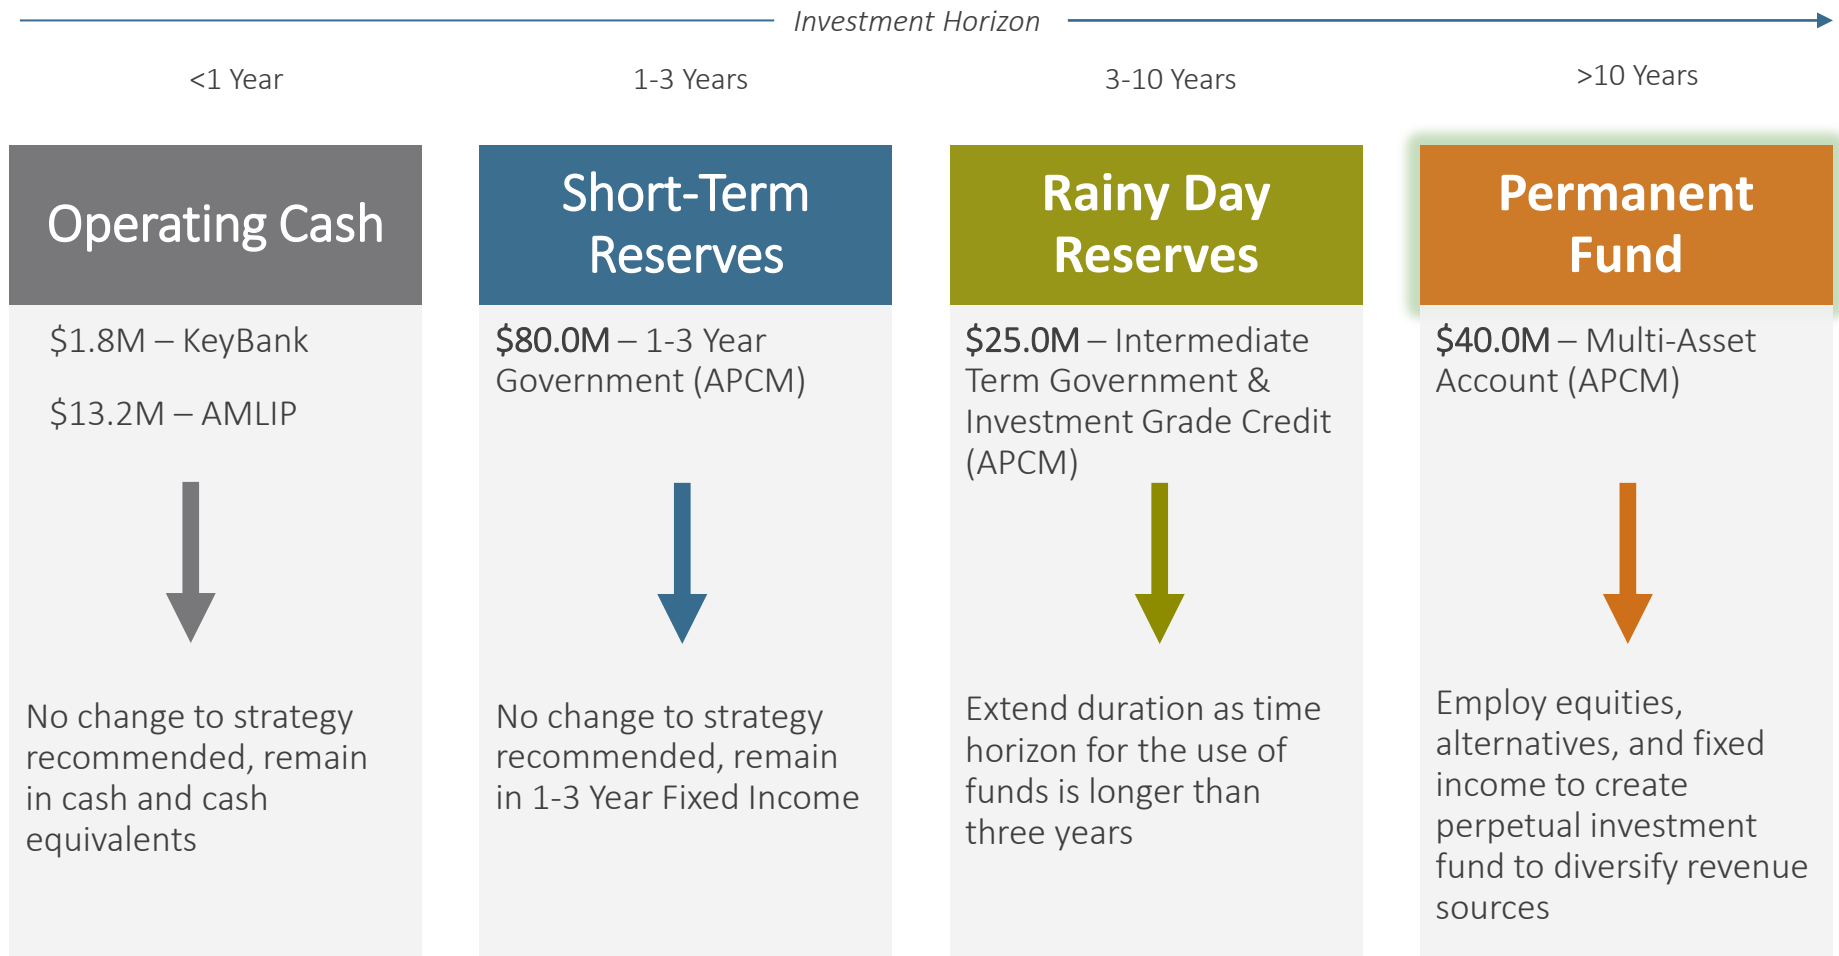 Investment Horizon
<1 Year
1-3 Years
3-10 Years
>10 Years
Operating Cash
$1.8M – KeyBank
$13.2M – AMLIP
No change to strategy
recommended, remain
in cash and cash
equivalents
Short-Term
Reserves
$80.0M – 1-3 Year
Government (APCM)
No change to strategy
recommended, remain
in 1-3 Year Fixed Income
Rainy Day
Reserves
$25.0M – Intermediate
Term Government &
Investment Grade Credit
(APCM)
Extend duration as time
horizon for the use of
funds is longer than
three years
Permanent
Fund
$40.0M – Multi-Asset
Account (APCM)
Employ equities,
alternatives, and fixed
income to create
perpetual investment
fund to diversify revenue
sources